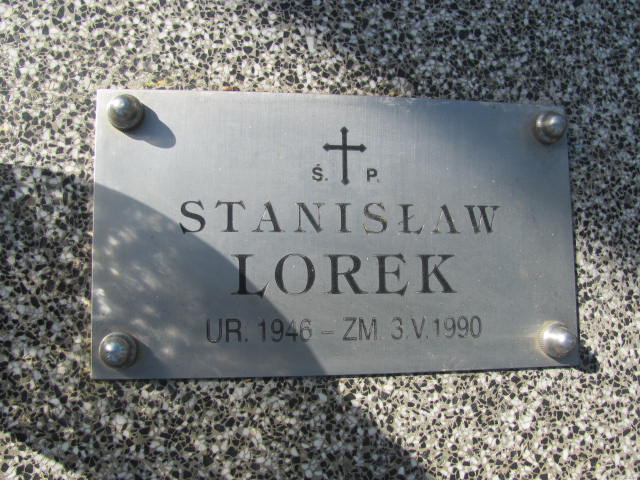 Ś. P.
STANISŁAW
LOREK
UR. 1946 – ZM. 3.V.1990